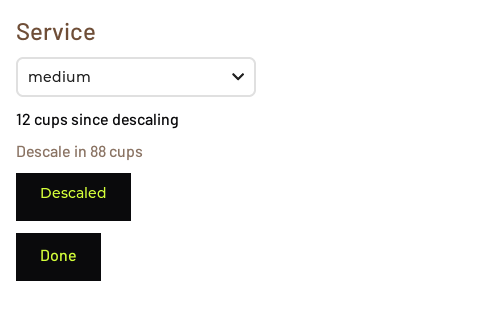 Service
medium
12 cups since descaling
Descale in 88 cups
Descaled
Done